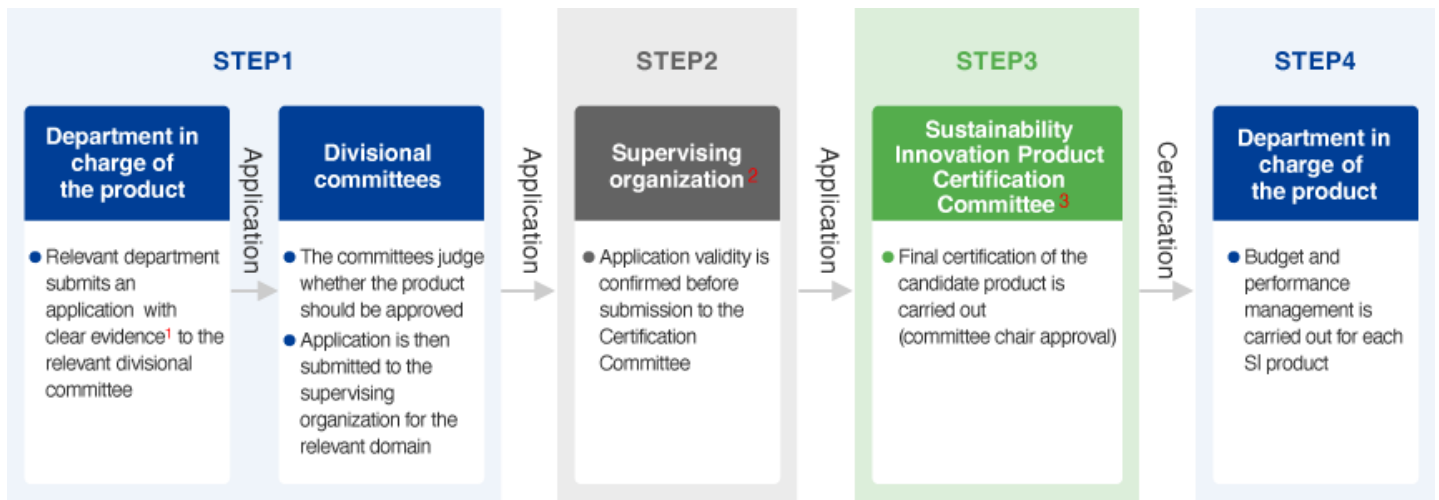 STEP1
Department in
charge of
the product
Relevant department
submits an
application with
clear evidence1 to the
relevant divisional
committee
Application
Divisional
committees
The committees judge
whether the product
should be approved
Application is then
submitted to the
supervising
organization for the
relevant domain
Application
STEP2
Supervising
organization2
Application validity is
confirmed before
submission to the
Certification
Committee
Application
STEP3
Sustainability
Innovation Product
Certification
Committee3
Final certification of the
candidate product is
carried out
(committee chair approval)
Certification
STEP4
Department in
charge of
the product
Budget and
performance
management is
carried out for each
SI product